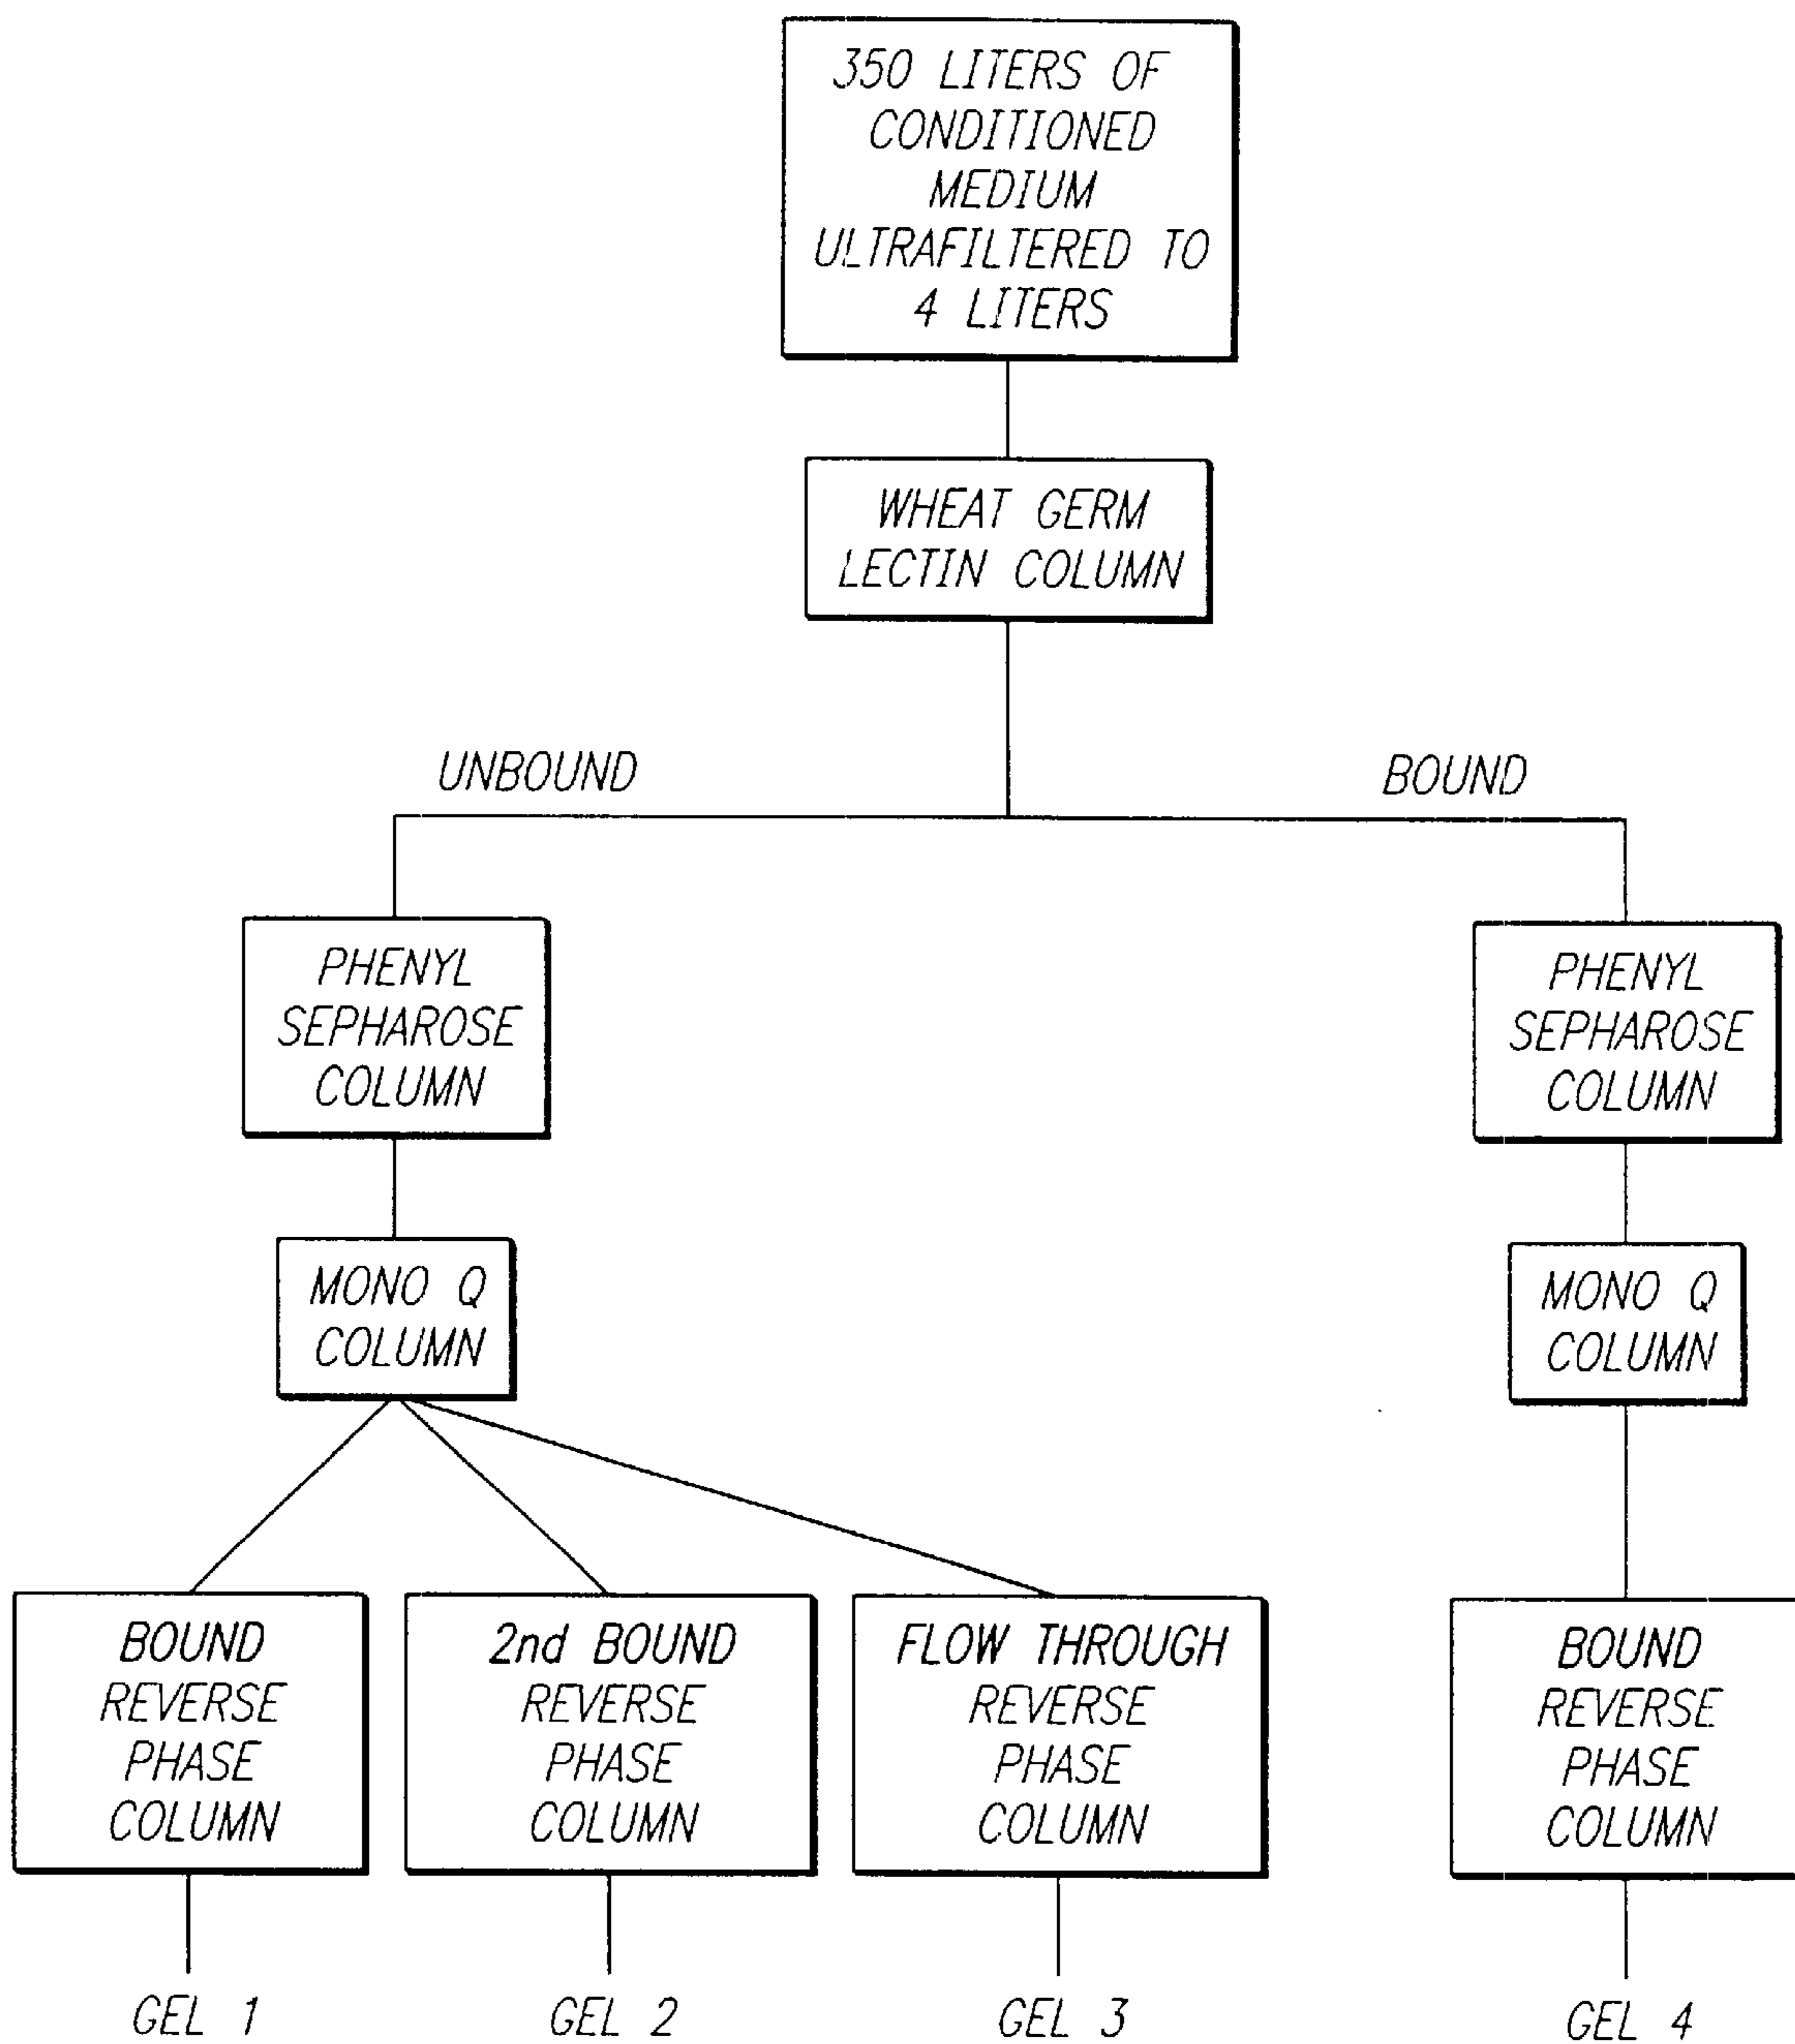 350 LITERS OF
CONDITIONED
MEDIUM
ULTRAFILTERED TO
4 LITERS
WHEAT GERM
LECTIN COLUMN
UNBOUND
BOUND
PHENYL
SEPHAROSE
COLUMN
PHENYL
SEPHAROSE
COLUMN
MONO Q
COLUMN
MONO Q
COLUMN
BOUND
REVERSE
PHASE
COLUMN
2nd BOUND
REVERSE
PHASE
COLUMN
FLOW THROUGH
REVERSE
PHASE
COLUMN
BOUND
REVERSE
PHASE
COLUMN
GEL 1
GEL 2
GEL 3
GEL 4